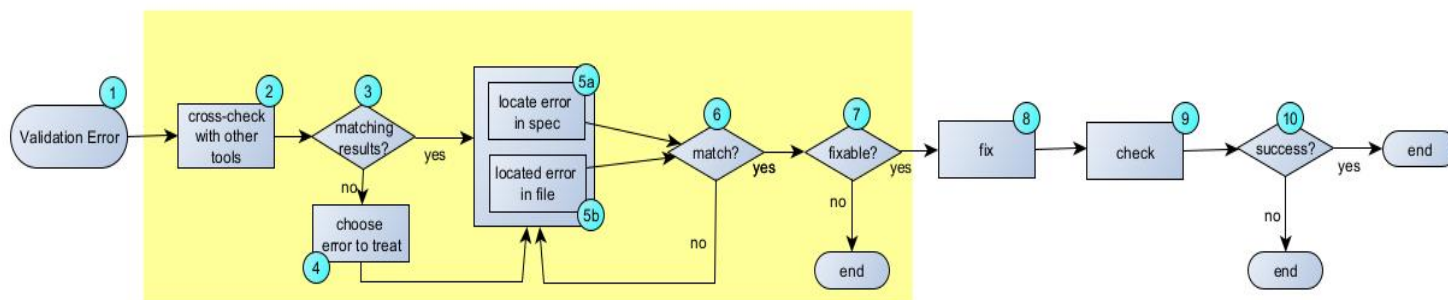 1
Validation Error
2
cross-check
with other
tools
3
matching
results?
yes
no
4
choose
error to treat
5a
locate error
in spec
located error
in file
5b
6
match?
yes
no
7
fixable?
yes
no
end
8
fix
9
check
10
success?
yes
end
no
end